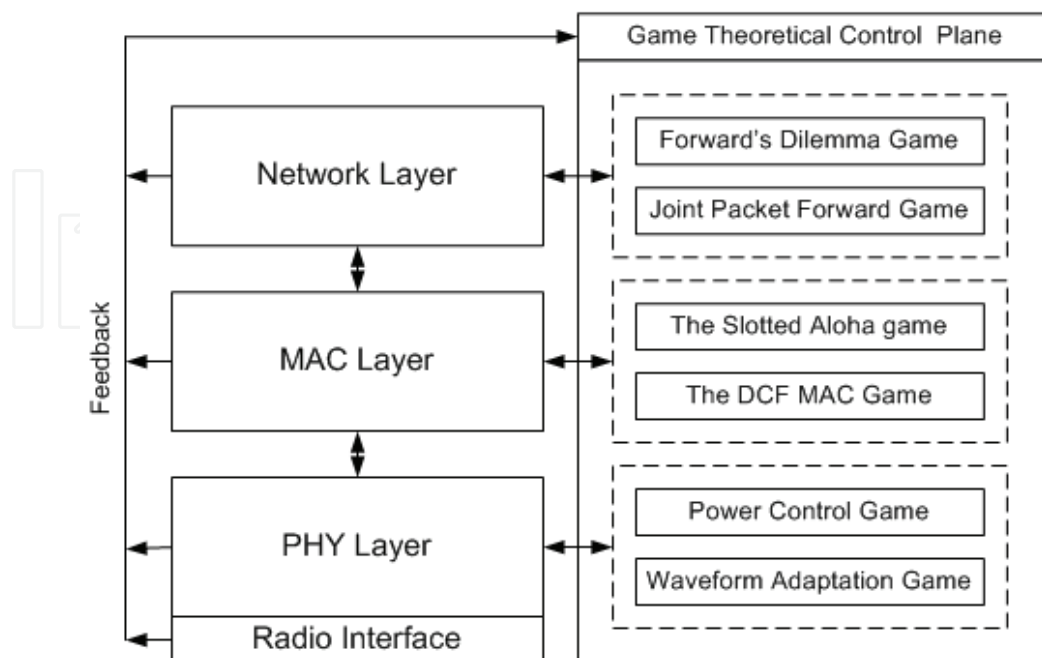 Game Theoretical Control Plane
Network Layer
Forward's Dilemma Game
Joint Packet Forward Game
Feedback
MAC Layer
The Slotted Aloha game
The DCF MAC Game
PHY Layer
Power Control Game
Waveform Adaptation Game
Radio Interface